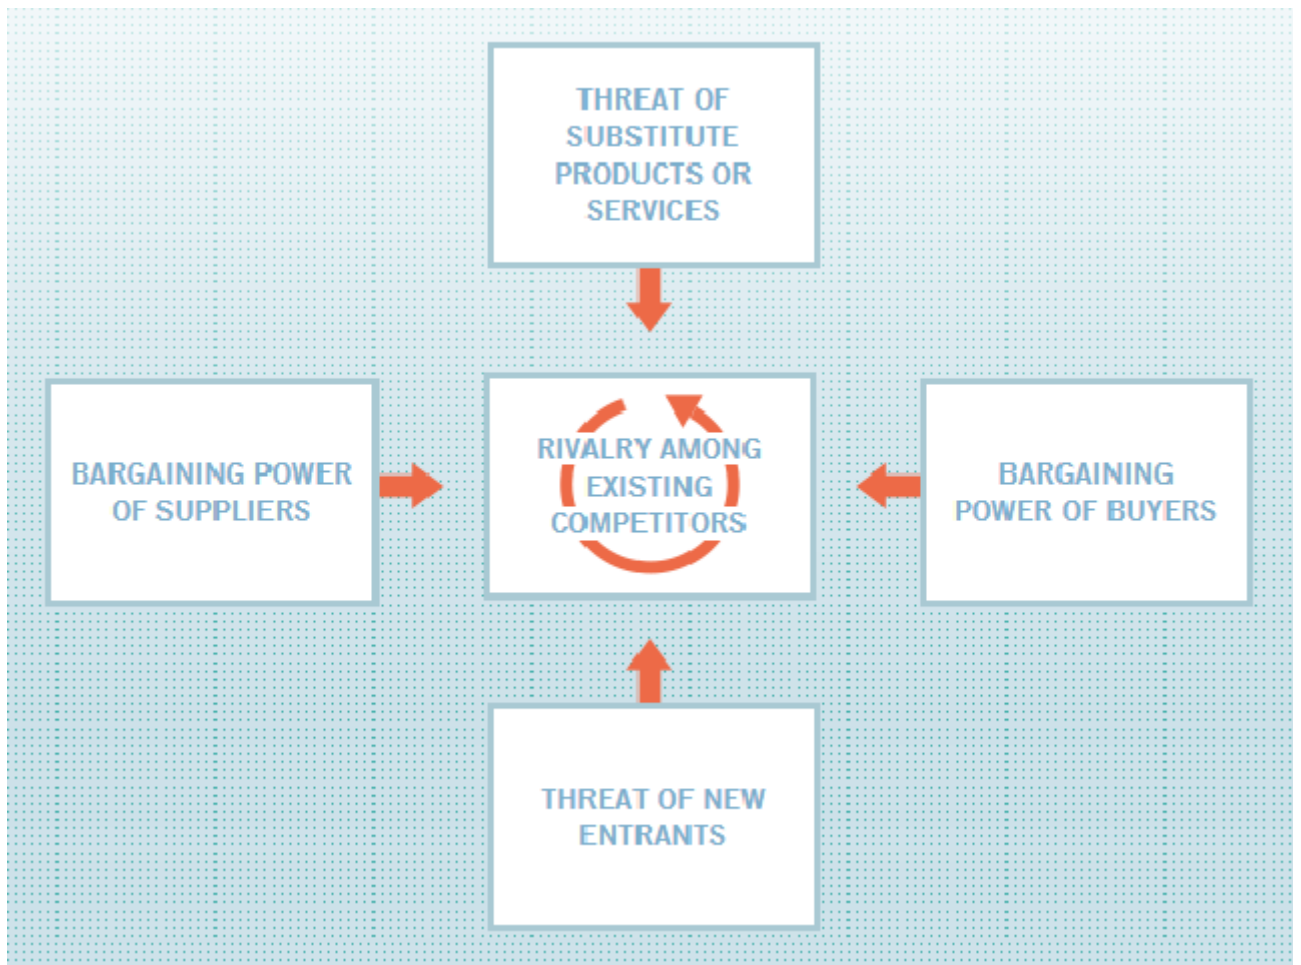 THREAT OF
SUBSTITUTE
PRODUCTS OR
SERVICES
BARGAINING POWER
OF SUPPLIERS
RIVALRY AMONG
EXISTING
COMPETITORS
BARGAINING
POWER OF BUYERS
THREAT OF NEW
ENTRANTS